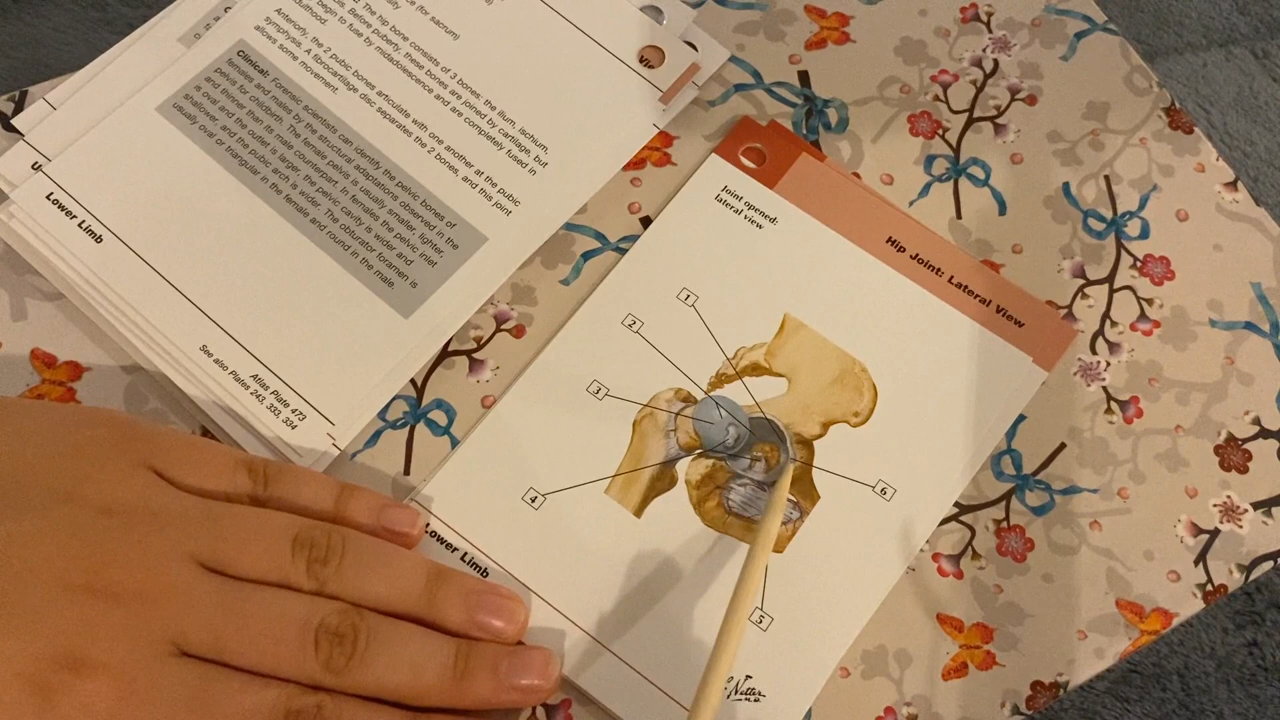 ce (for sacrum)
The hip bone consists of 3 bones: the ilium, ischium,
Before puberty, these bones are joined by cartilage, but
begin to fuse by midadolescence and are completely fused in
Anteriorly, the 2 pubic bones articulate with one another at the pubic
symphysis. A fibrocartilage disc separates the 2 bones, and this joint
allows some movement.
Clinical: Forensic scientists can identify the pelvic bones of
females and males by the structural adaptations observed in the
pelvis for childbirth. The female pelvis is usually smaller, lighter,
and thinner than its male counterpart. In females the pelvic inlet
is oval and the outlet is larger, the pelvic cavity is wider and
shallower, and the pubic arch is wider. The obturator foramen is
usually oval or triangular in the female and round in the male.
Lower Limb
Atlas Plate 473
See also Plates 243, 333, 334
Hip Joint: Lateral View
Joint opened:
lateral view
1
2
3
4
5
6
Lower Limb
Netter
M.D.